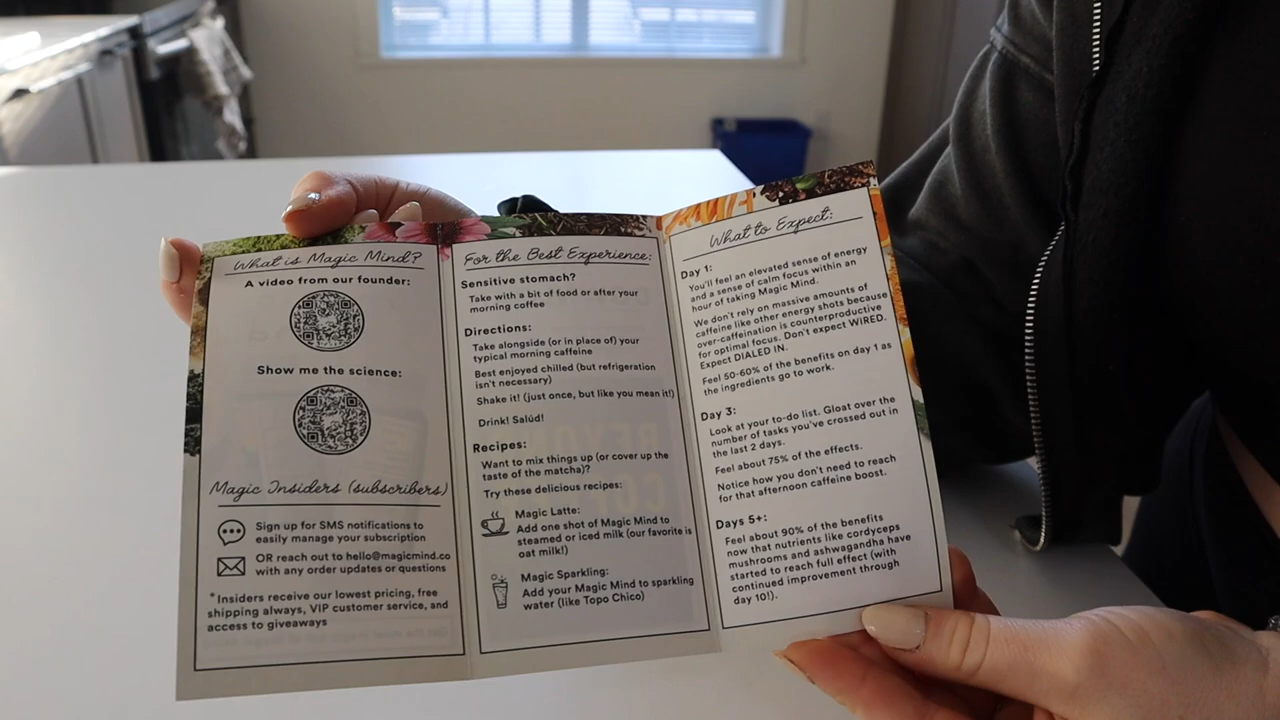 What is Magic Mind?
A video from our founder:
Show me the science:
Magic Insiders (subscribers)
Sign up for SMS notifications to
easily manage your subscription
OR reach out to hello@magicmind.co
with any order updates or questions
*Insiders receive our lowest pricing, free
shipping always, VIP customer service, and
access to giveaways
For the Best Experience:
Sensitive stomach?
Take with a bit of food or after your
morning coffee
Directions:
Take alongside (or in place of) your
typical morning caffeine
Best enjoyed chilled (but refrigeration
isn't necessary)
Shake it! (just once, but like you mean it!)
Drink! Salúd!
Recipes:
Want to mix things up (or cover up the
taste of the matcha)?
Try these delicious recipes:
Magic Latte:
Add one shot of Magic Mind to
steamed or iced milk (our favorite is
oat milk!)
Magic Sparkling:
Add your Magic Mind to sparkling
water (like Topo Chico)
What to Expect:
Day 1:
You'll feel an elevated sense of energy
and a sense of calm focus within an
hour of taking Magic Mind.
We don't rely on massive amounts of
caffeine like other energy shots because
over-caffeination is counterproductive
for optimal focus. Don't expect WIRED.
Expect DIALED IN.
Feel 50-60% of the benefits on day 1 as
the ingredients go to work.
Day 3:
Look at your to-do list. Gloat over the
number of tasks you've crossed out in
the last 2 days.
Feel about 75% of the effects.
Notice how you don't need to reach
for that afternoon caffeine boost.
Days 5+:
Feel about 90% of the benefits
now that nutrients like cordyceps
mushrooms and ashwagandha have
started to reach full effect (with
continued improvement through
day 10!).